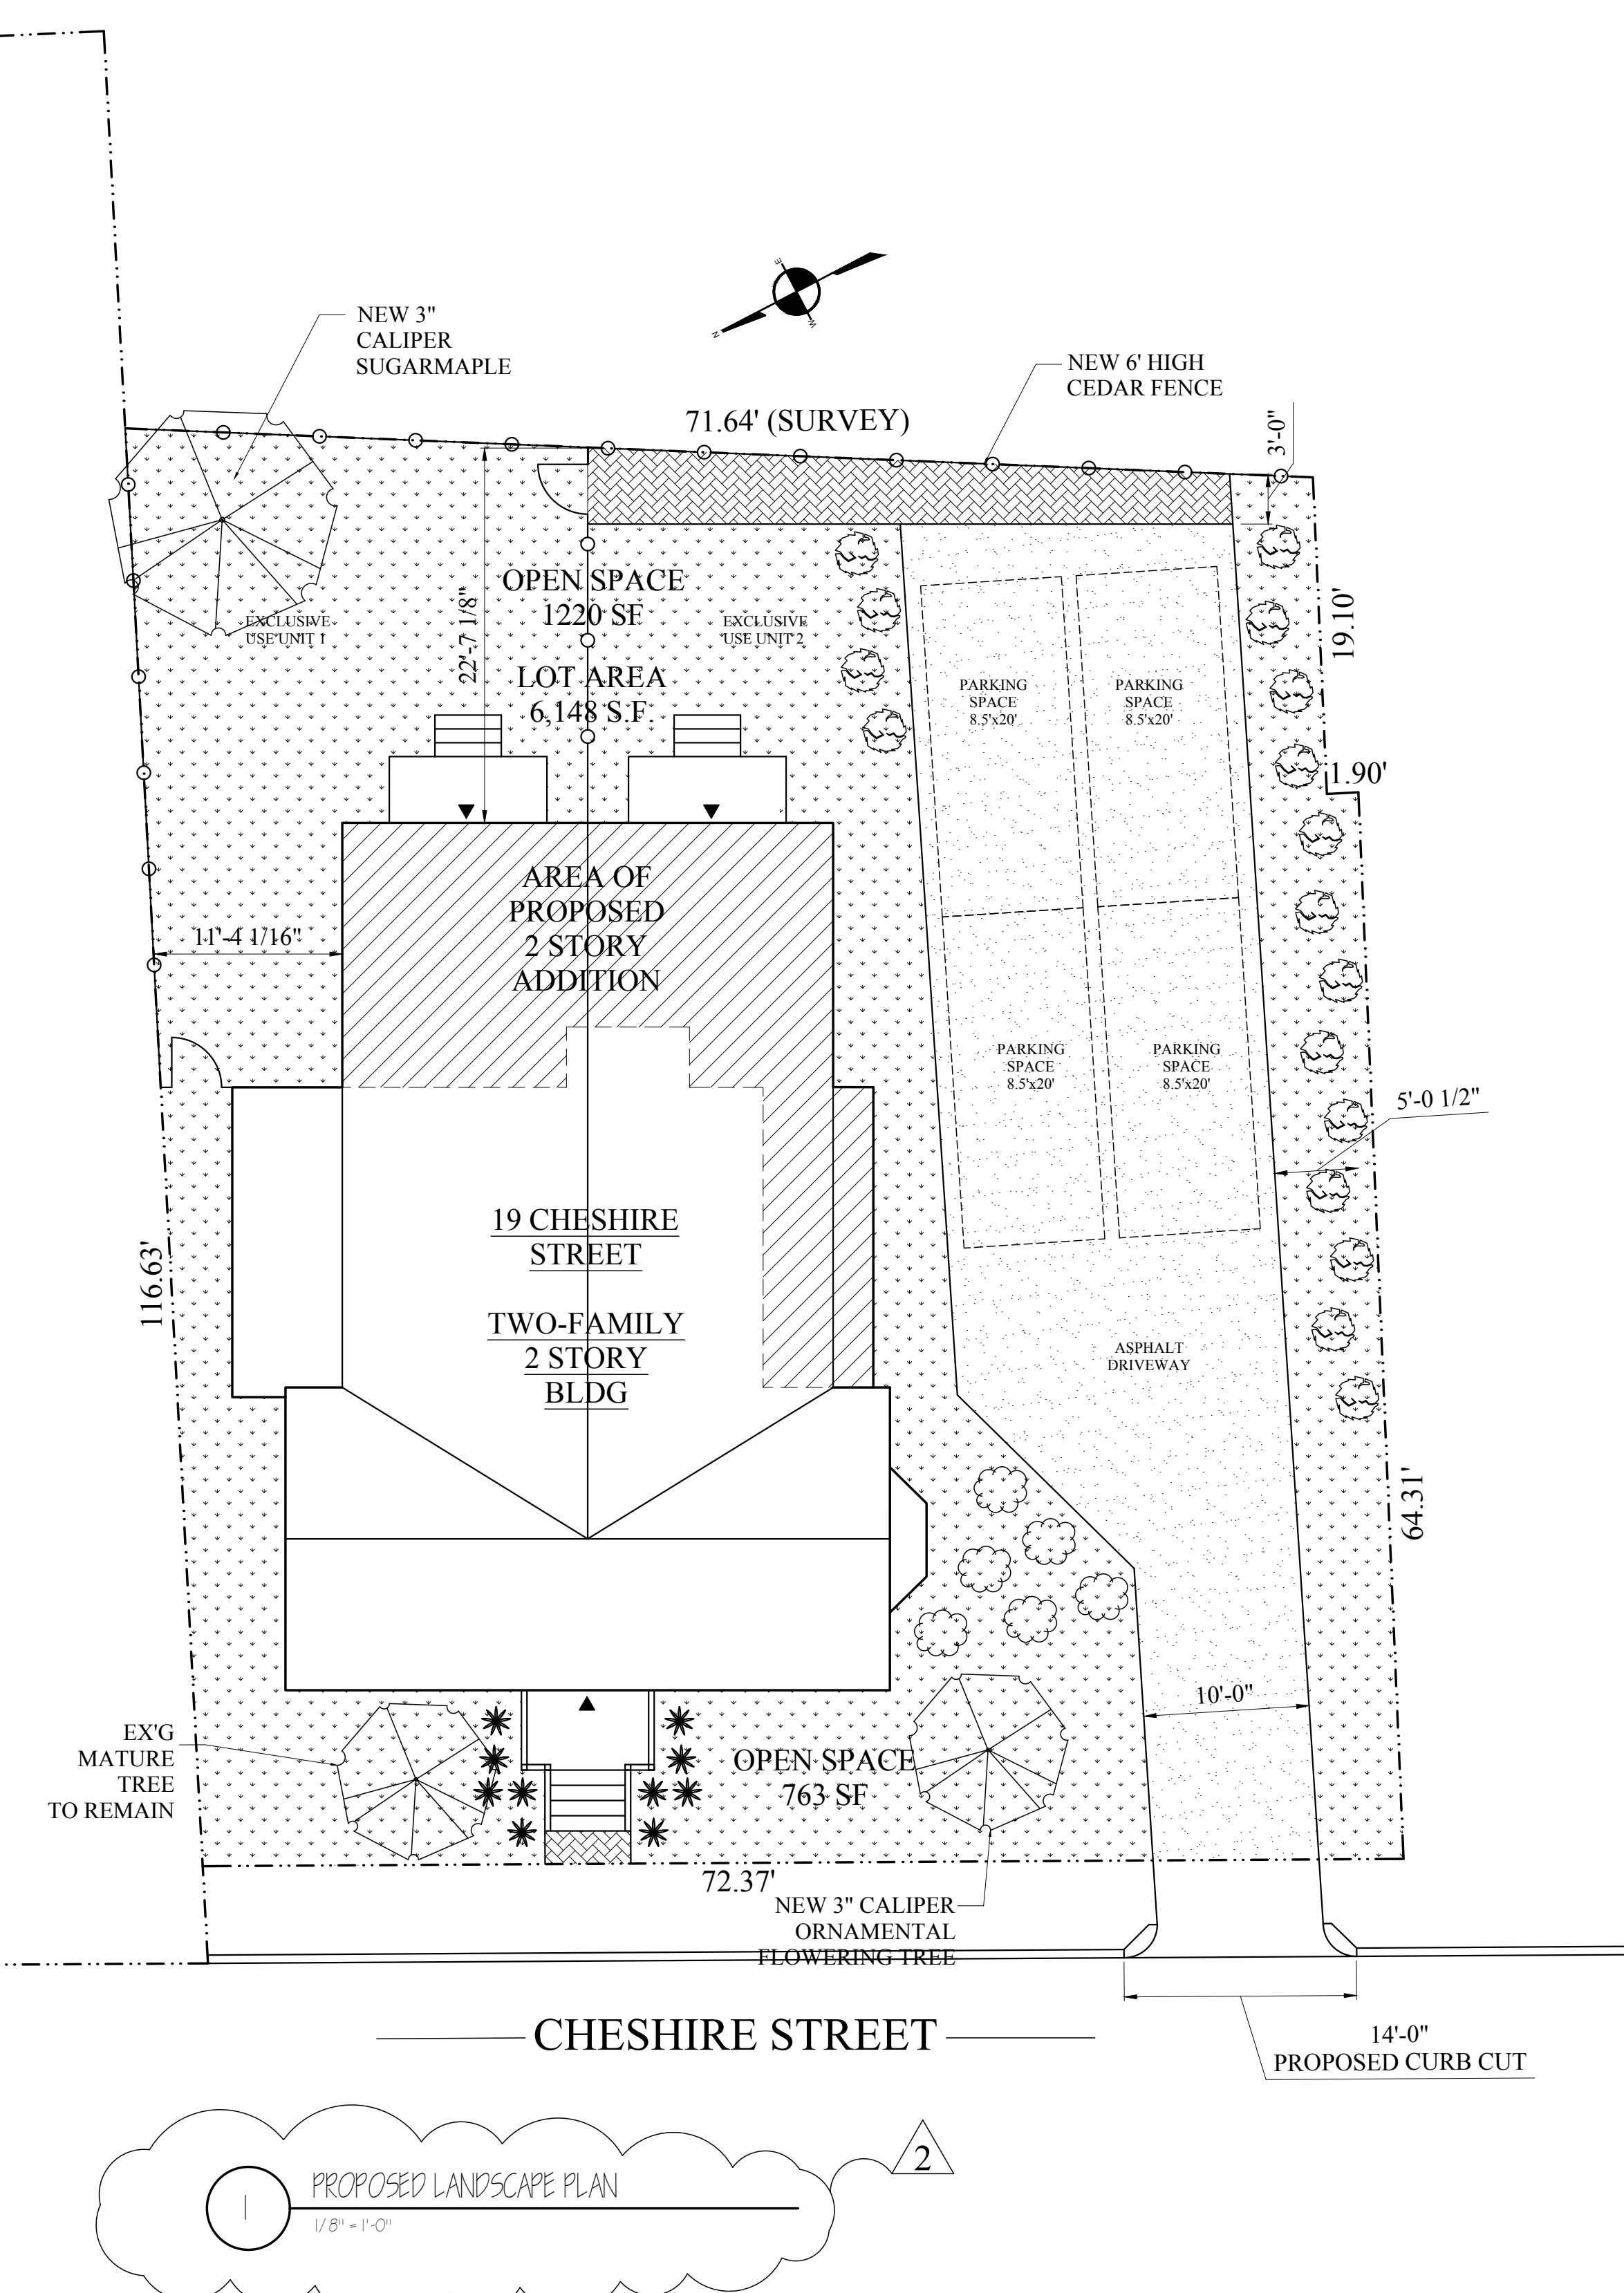 NEW 3"
CALIPER
SUGARMAPLE
E
N
W
NEW 6' HIGH
CEDAR FENCE
71.64' (SURVEY)
3'-0"
OPEN SPACE
1220 SF
22'-7 1/8"
EXCLUSIVE
USE UNIT 1
EXCLUSIVE
USE UNIT 2
LOT AREA
6,148 S.F.
19.10'
PARKING
SPACE
8.5'x20'
PARKING
SPACE
8.5'x20'
1.90'
AREA OF
PROPOSED
2 STORY
ADDITION
11'-4 1/16"
PARKING
SPACE
8.5'x20'
PARKING
SPACE
8.5'x20'
5'-0 1/2"
19 CHESHIRE
STREET
TWO-FAMILY
2 STORY
BLDG
116.63'
ASPHALT
DRIVEWAY
64.31'
10'-0"
EX'G
MATURE
TREE
TO REMAIN
OPEN SPACE
763 SF
72.37'
NEW 3" CALIPER
ORNAMENTAL
FLOWERING TREE
CHESHIRE STREET
14'-0"
PROPOSED CURB CUT
2
1
PROPOSED LANDSCAPE PLAN
1/8" = 1'-0"